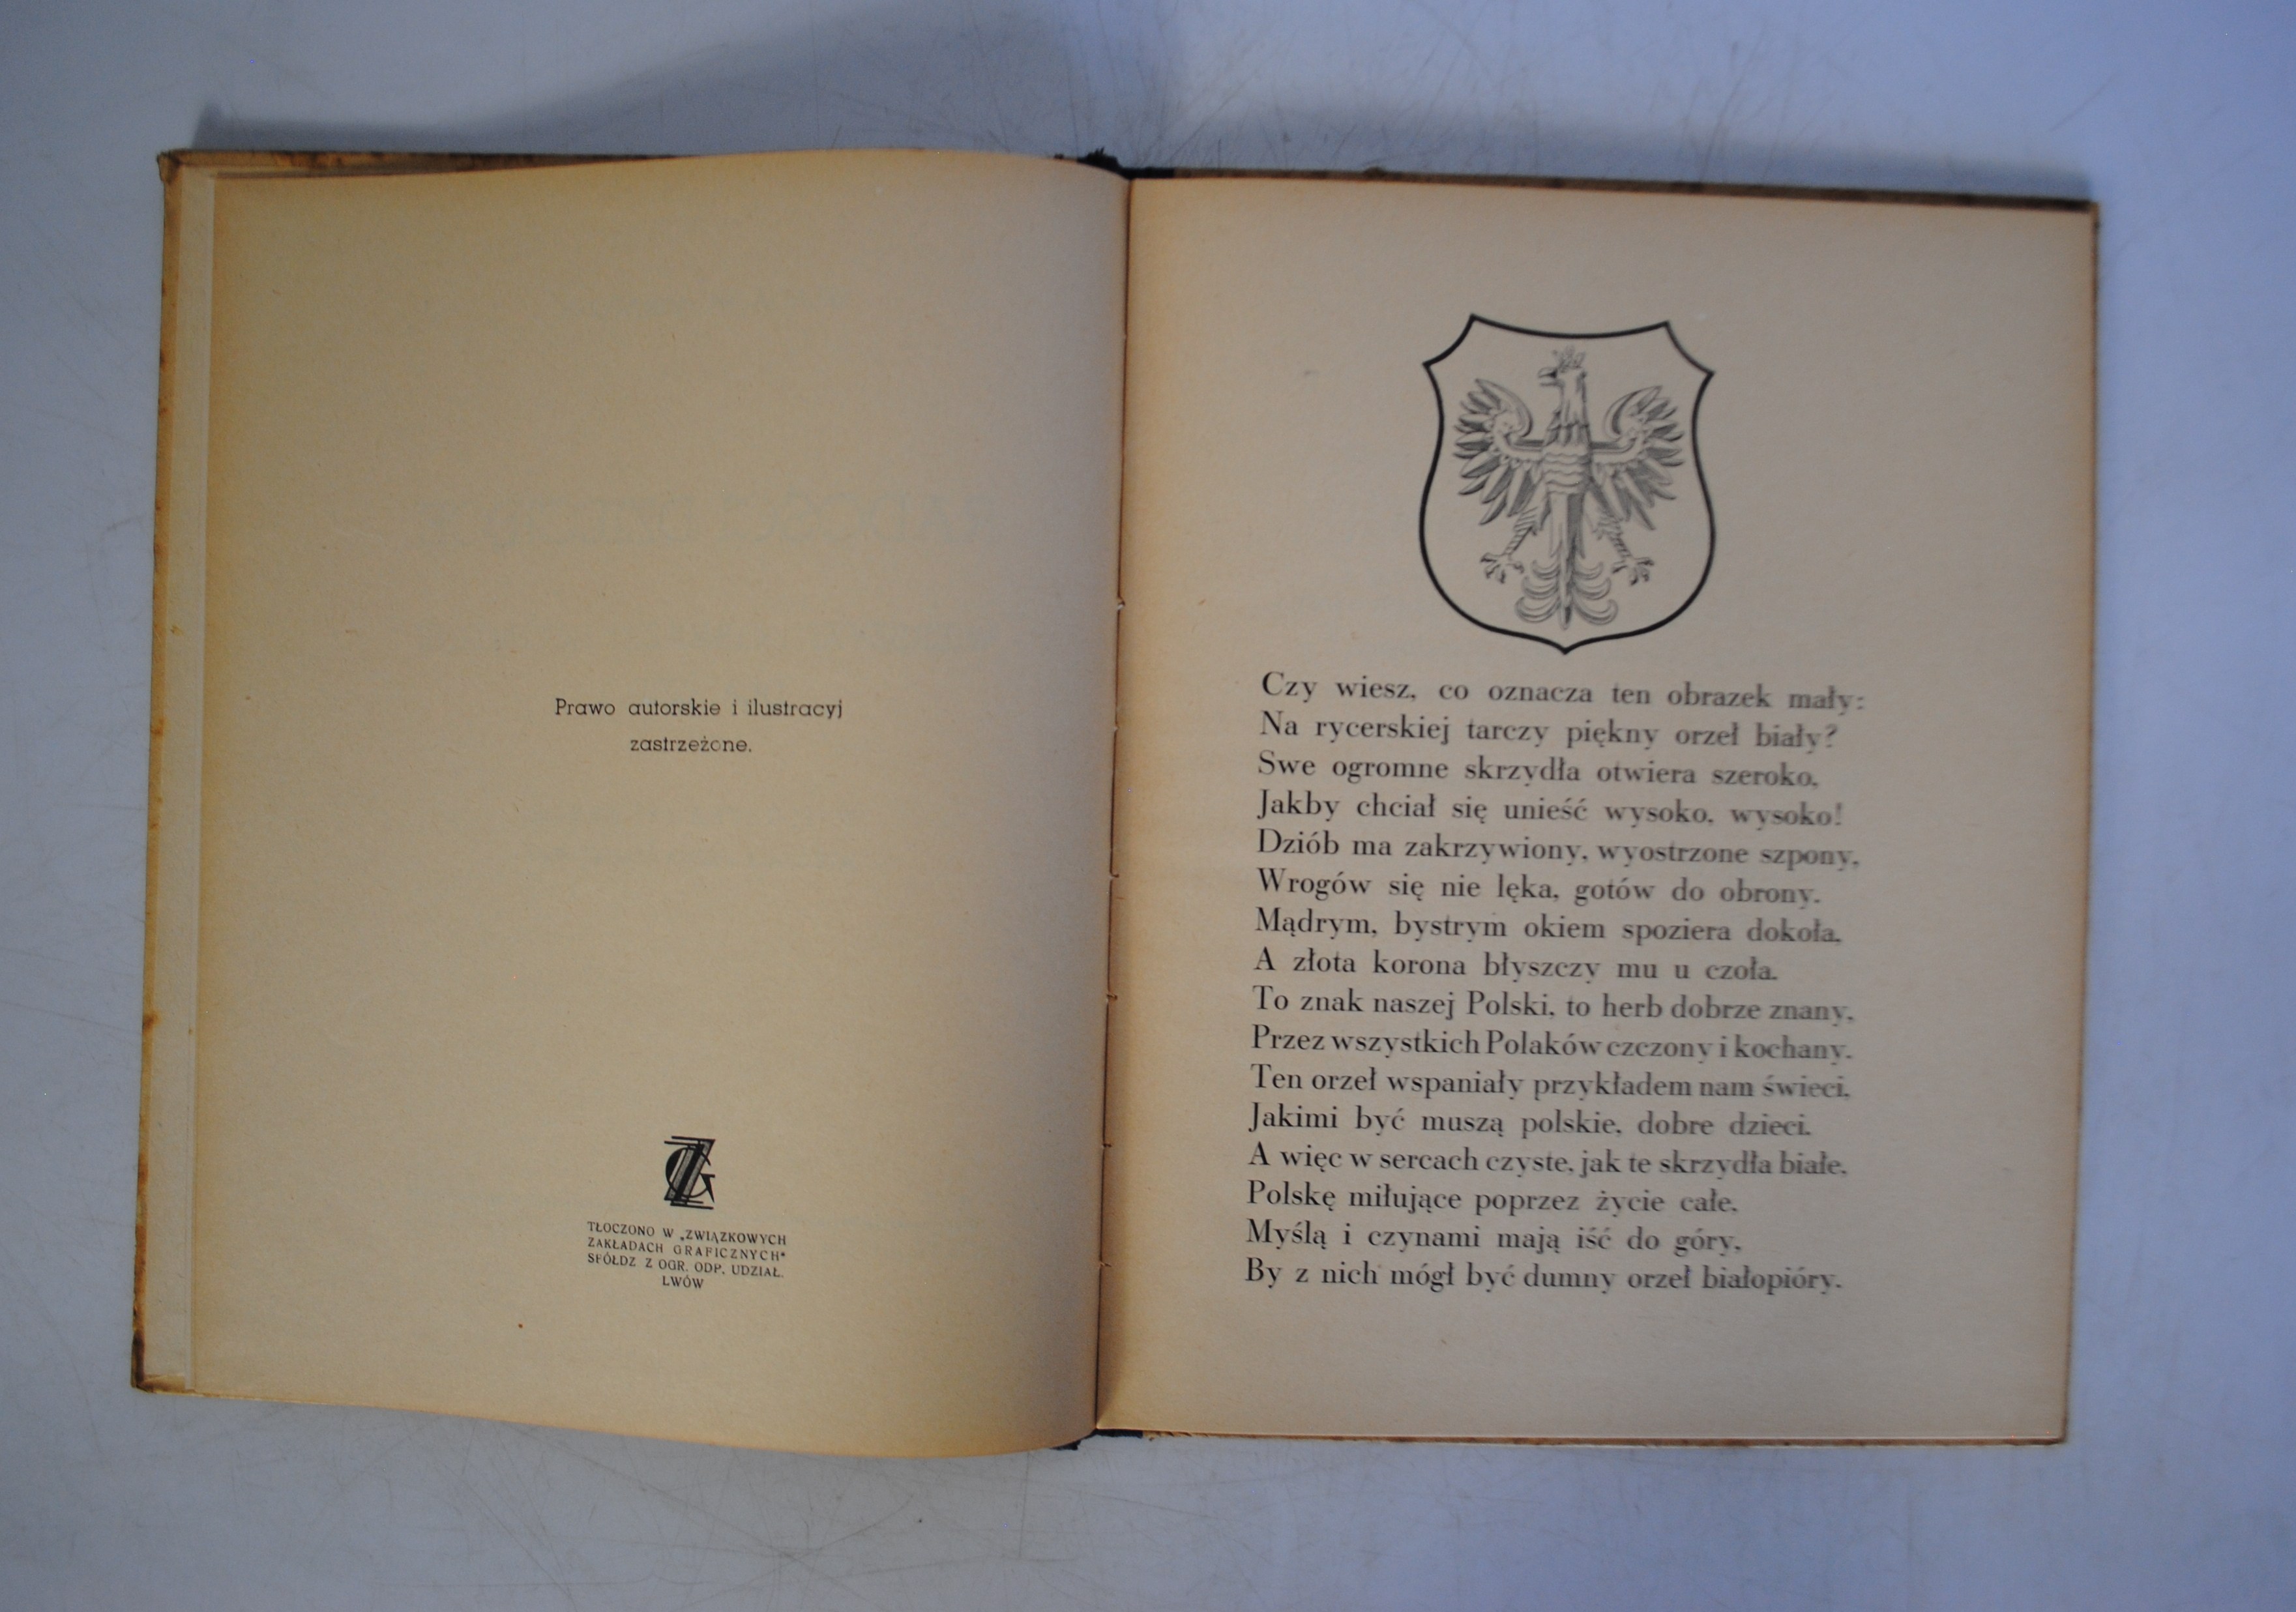 Prawo autorskie i ilustracyj
zastrzeżone.
TŁOCZONO W „ZWIĄZKOWYCH
ZAKŁADACH GRAFICZNYCH"
SPÓŁDZ Z OGR. ODP. UDZIAŁ.
LWÓW
Czy wiesz, co oznacza ten obrazek mały:
Na rycerskiej tarczy piękny orzeł biały?
Swe ogromne skrzydła otwiera szeroko,
Jakby chciał się unieść wysoko, wysoko!
Dziób ma zakrzywiony, wyostrzone szpony,
Wrogów się nie lęka, gotów do obrony.
Mądrym, bystrym okiem spoziera dokoła,
A złota korona błyszczy mu u czoła.
To znak naszej Polski, to herb dobrze znany,
Przez wszystkich Polaków czczony i kochany.
Ten orzeł wspaniały przykładem nam świeci,
Jakimi być muszą polskie, dobre dzieci.
A więc w sercach czyste, jak te skrzydła białe,
Polskę miłujące poprzez życie całe,
Myślą i czynami mają iść do góry,
By z nich mógł być dumny orzeł białopióry.